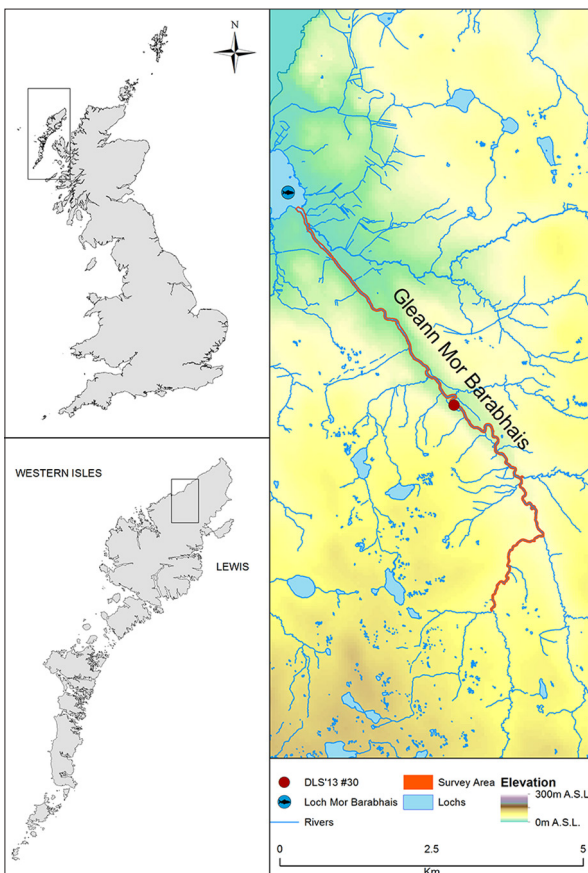 N
WESTERN ISLES
LEWIS
Gleann Mor Barabhais
DLS'13 #30
Loch Mor Barabhais
Rivers
Survey Area
Lochs
Elevation
300m A.S.L.
0m A.S.L.
0 2.5 5
Km